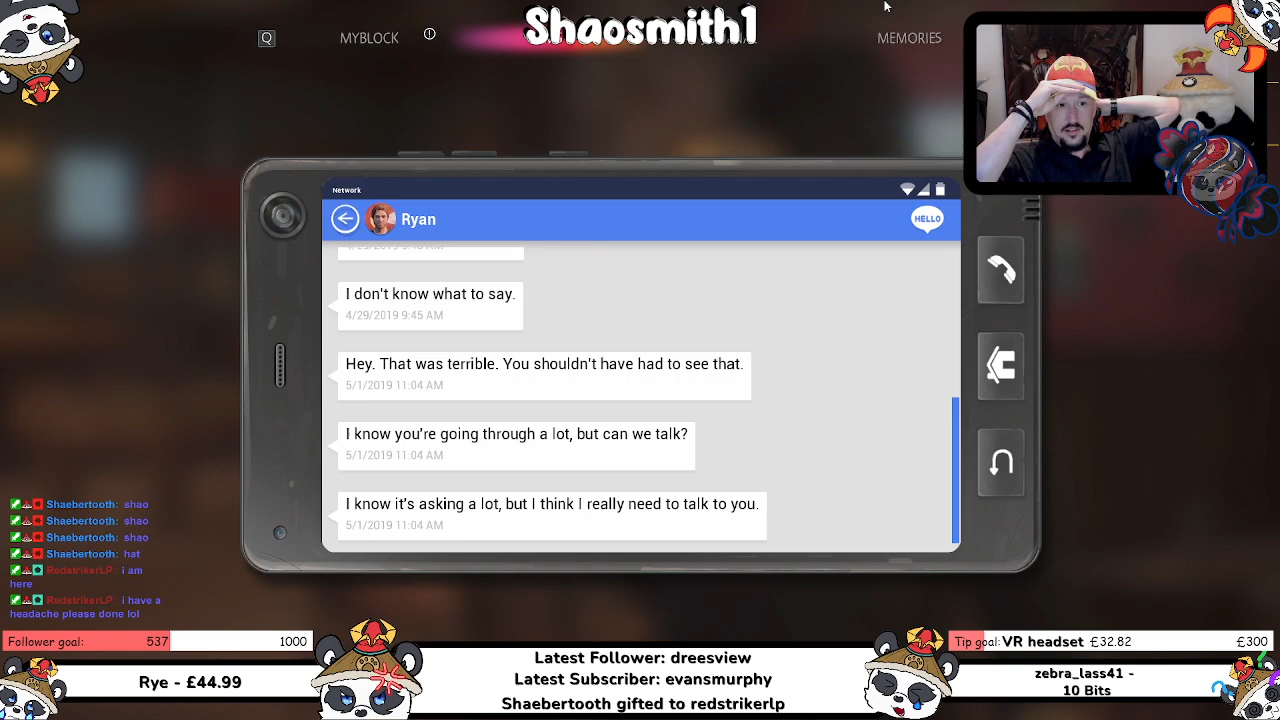 Shaosmith1
Q
MYBLOCK
MEMORIES
Network
Ryan
HELLO
I don't know what to say.
4/29/2019 9:45 AM
Hey. That was terrible. You shouldn't have had to see that.
5/1/2019 11:04 AM
I know you're going through a lot, but can we talk?
5/1/2019 11:04 AM
I know it's asking a lot, but I think I really need to talk to you.
5/1/2019 11:04 AM
Shaebertooth: shao
Shaebertooth: shao
Shaebertooth: shao
Shaebertooth: hat
RedstrikerLP: i am
here
RedstrikerLP: i have a
headache please done lol
Follower goal: 537 1000
Tip goal: VR headset £32.82 £300
Rye - £44.99
Latest Follower: dreesview
Latest Subscriber: evansmurphy
Shaebertooth gifted to redstrikerlp
zebra_lass41 -
10 Bits